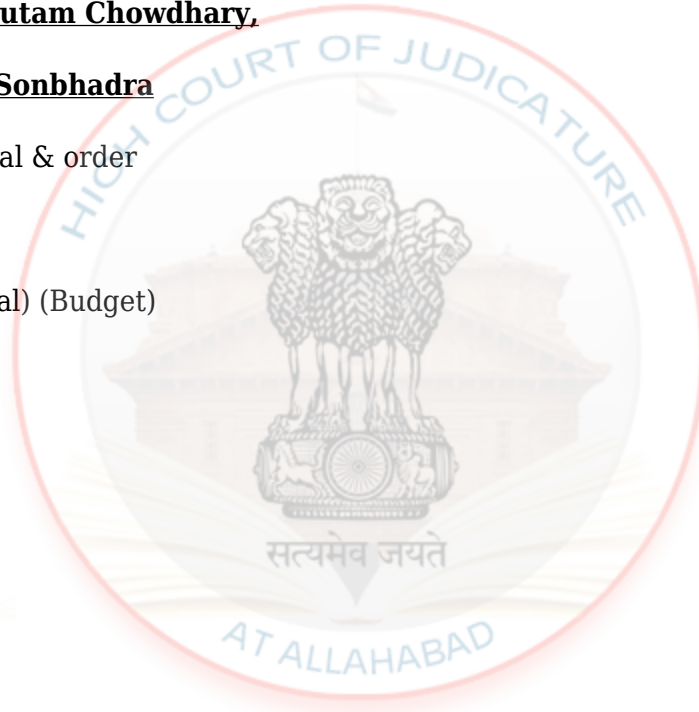 utam Chowdhary,
Sonbhadra
al & order
al) (Budget)
HIGH COURT OF JUDICATURE
सत्यमेव जयते
AT ALLAHABAD